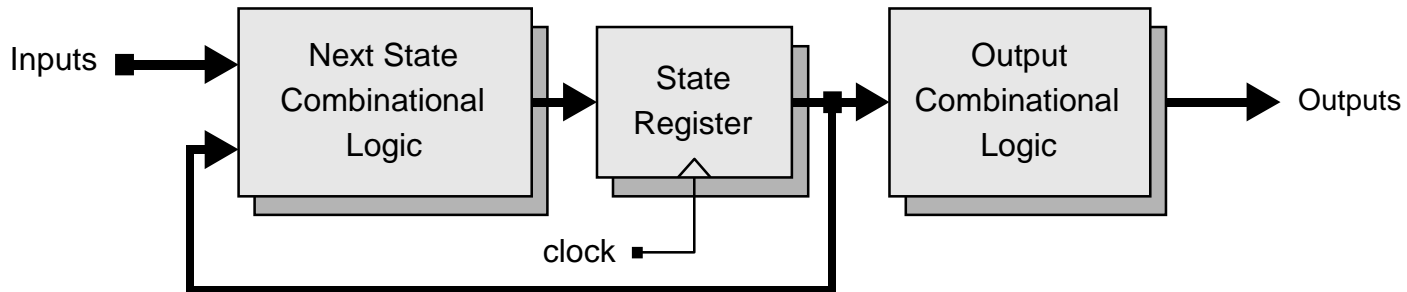 Inputs
Next State
Combinational
Logic
State
Register
clock
Output
Combinational
Logic
Outputs